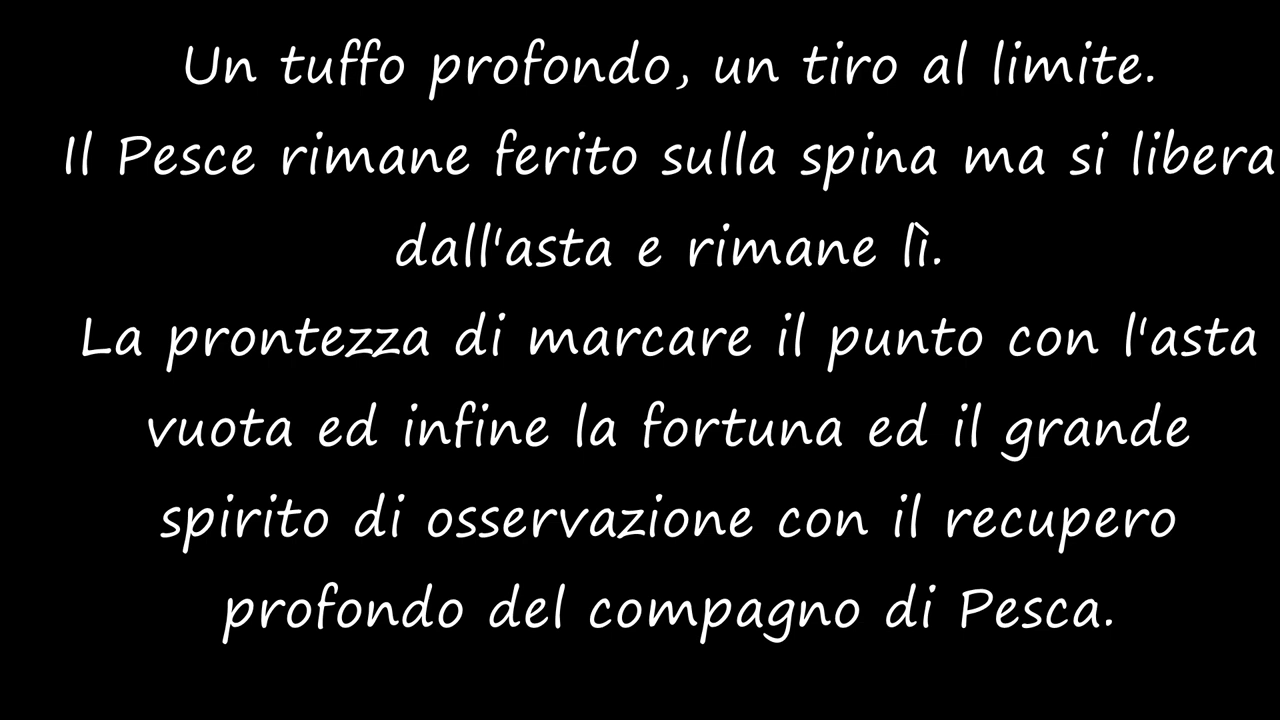 Un tuffo profondo, un tiro al limite.
Il Pesce rimane ferito sulla spina ma si libera
dall'asta e rimane lì.
La prontezza di marcare il punto con l'asta
vuota ed infine la fortuna ed il grande
spirito di osservazione con il recupero
profondo del compagno di Pesca.